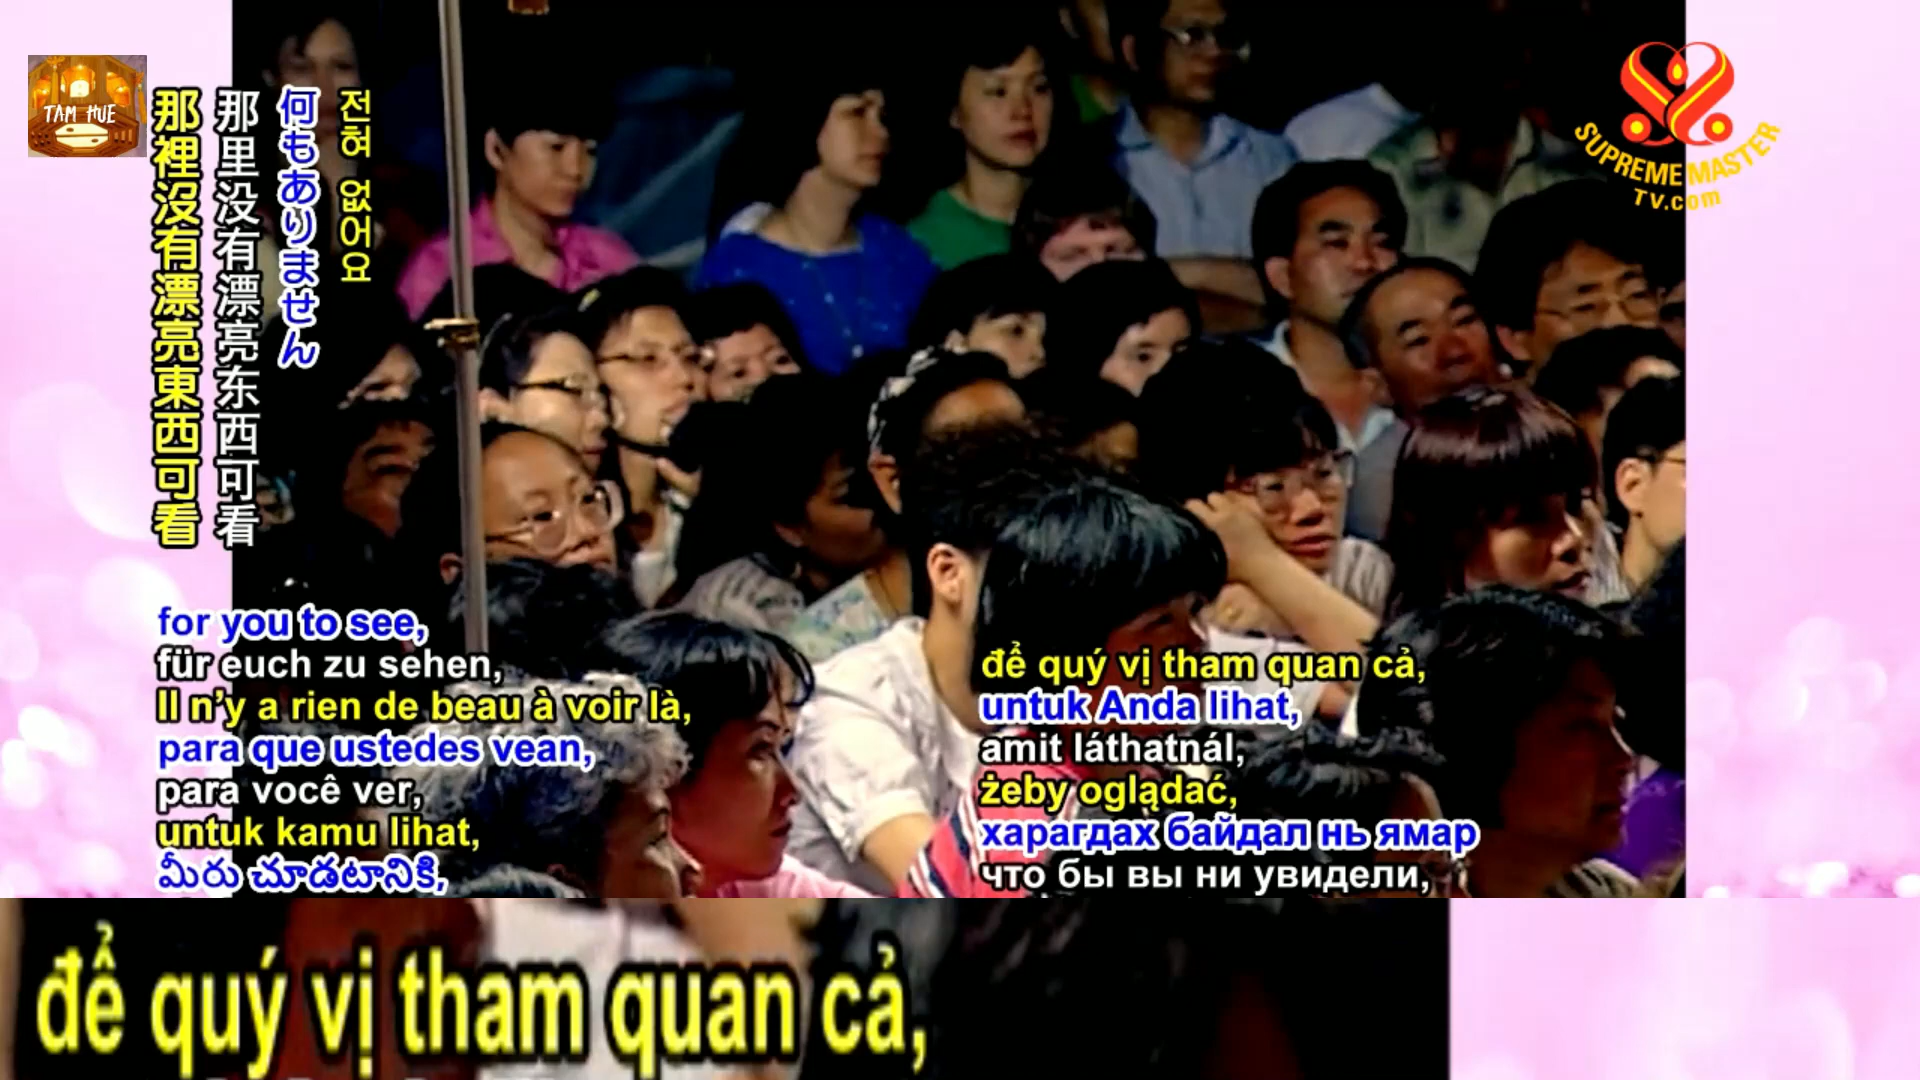 TAM HUE
那裡沒有漂亮東西可看
那里没有漂亮东西可看
何もありません
전혀 없어요
SUPREME MASTER
TV.com
for you to see,
für euch zu sehen,
Il n’y a rien de beau à voir là,
para que ustedes vean,
para você ver,
untuk kamu lihat,
మీరు చూడటానికి,
để quý vị tham quan cả,
untuk Anda lihat,
amit láthatnál,
żeby oglądać,
харагдах байдал нь ямар
что бы вы ни увидели,
để quý vị tham quan cả,